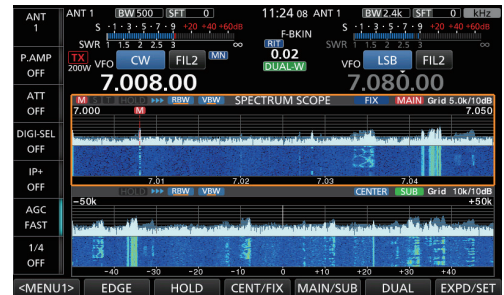 ANT 1 ANT 1 BW 500 SFT 0 11:24 08 ANT 1 BW 2.4k SFT 0 kHz
S ·1·3·5·7·9 +20 +40 +60dB F-BKIN S ·1·3·5·7·9 +20 +40 +60dB
SWR 1 1.5 2 2.5 3 ∞ RIT SWR 1 1.5 2 2.5 3 ∞
P.AMP OFF TX 200W VFO CW FIL2 MN 0.02 DUAL-W VFO LSB FIL2
7.008.00 7.080.00
ATT OFF
M HOLD RBW VBW SPECTRUM SCOPE FIX MAIN Grid 5.0k/10dB
7.000 M 7.050
DIGI-SEL OFF
IP+ OFF
7.01 7.02 7.03 7.04
HOLD RBW VBW CENTER SUB Grid 10k/10dB
AGC FAST
-50k +50k
1/4 OFF
-40 -30 -20 -10 0 +10 +20 +30 +40
<MENU1> EDGE HOLD CENT/FIX MAIN/SUB DUAL EXPD/SET